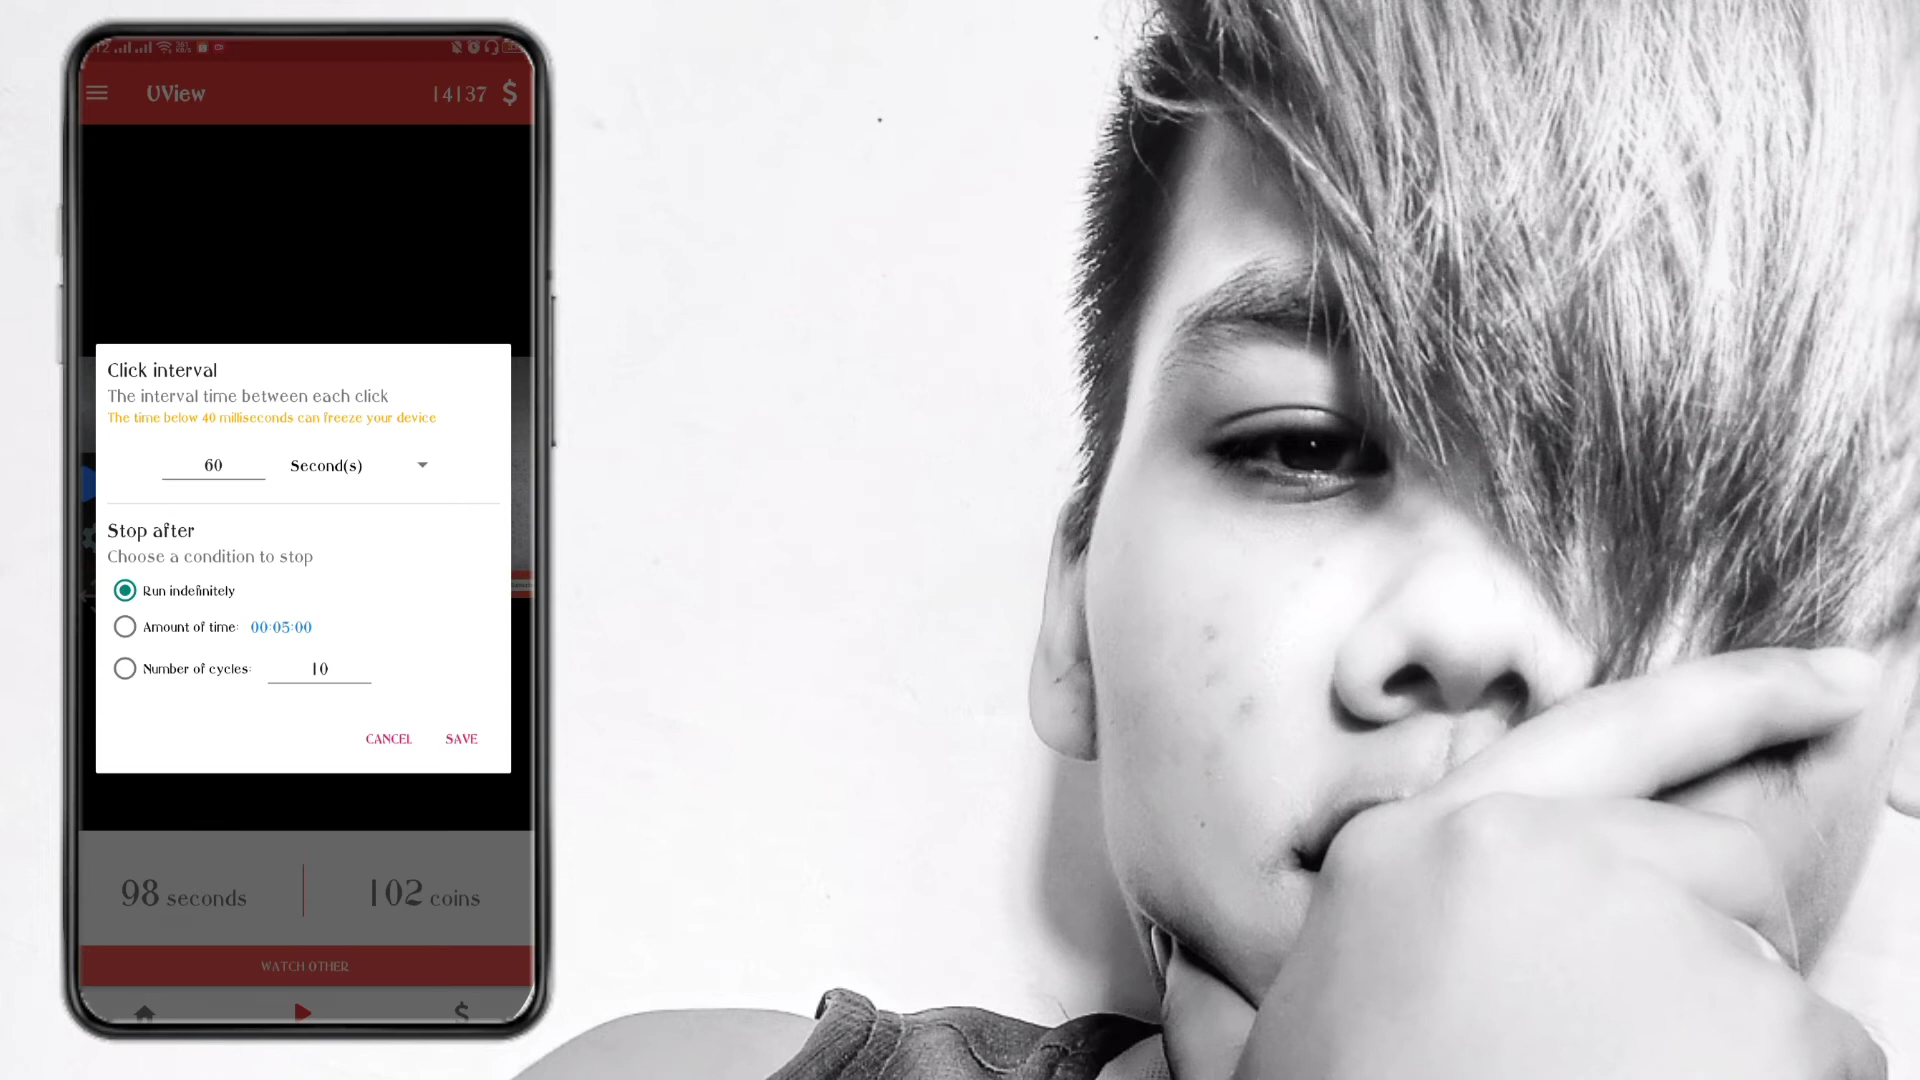 UView 14137 $
Click interval
The interval time between each click
The time below 40 milliseconds can freeze your device
60 Second(s)
Stop after
Choose a condition to stop
Run indefinitely
Amount of time: 00:05:00
Number of cycles: 10
CANCEL SAVE
98 seconds 102 coins
WATCH OTHER